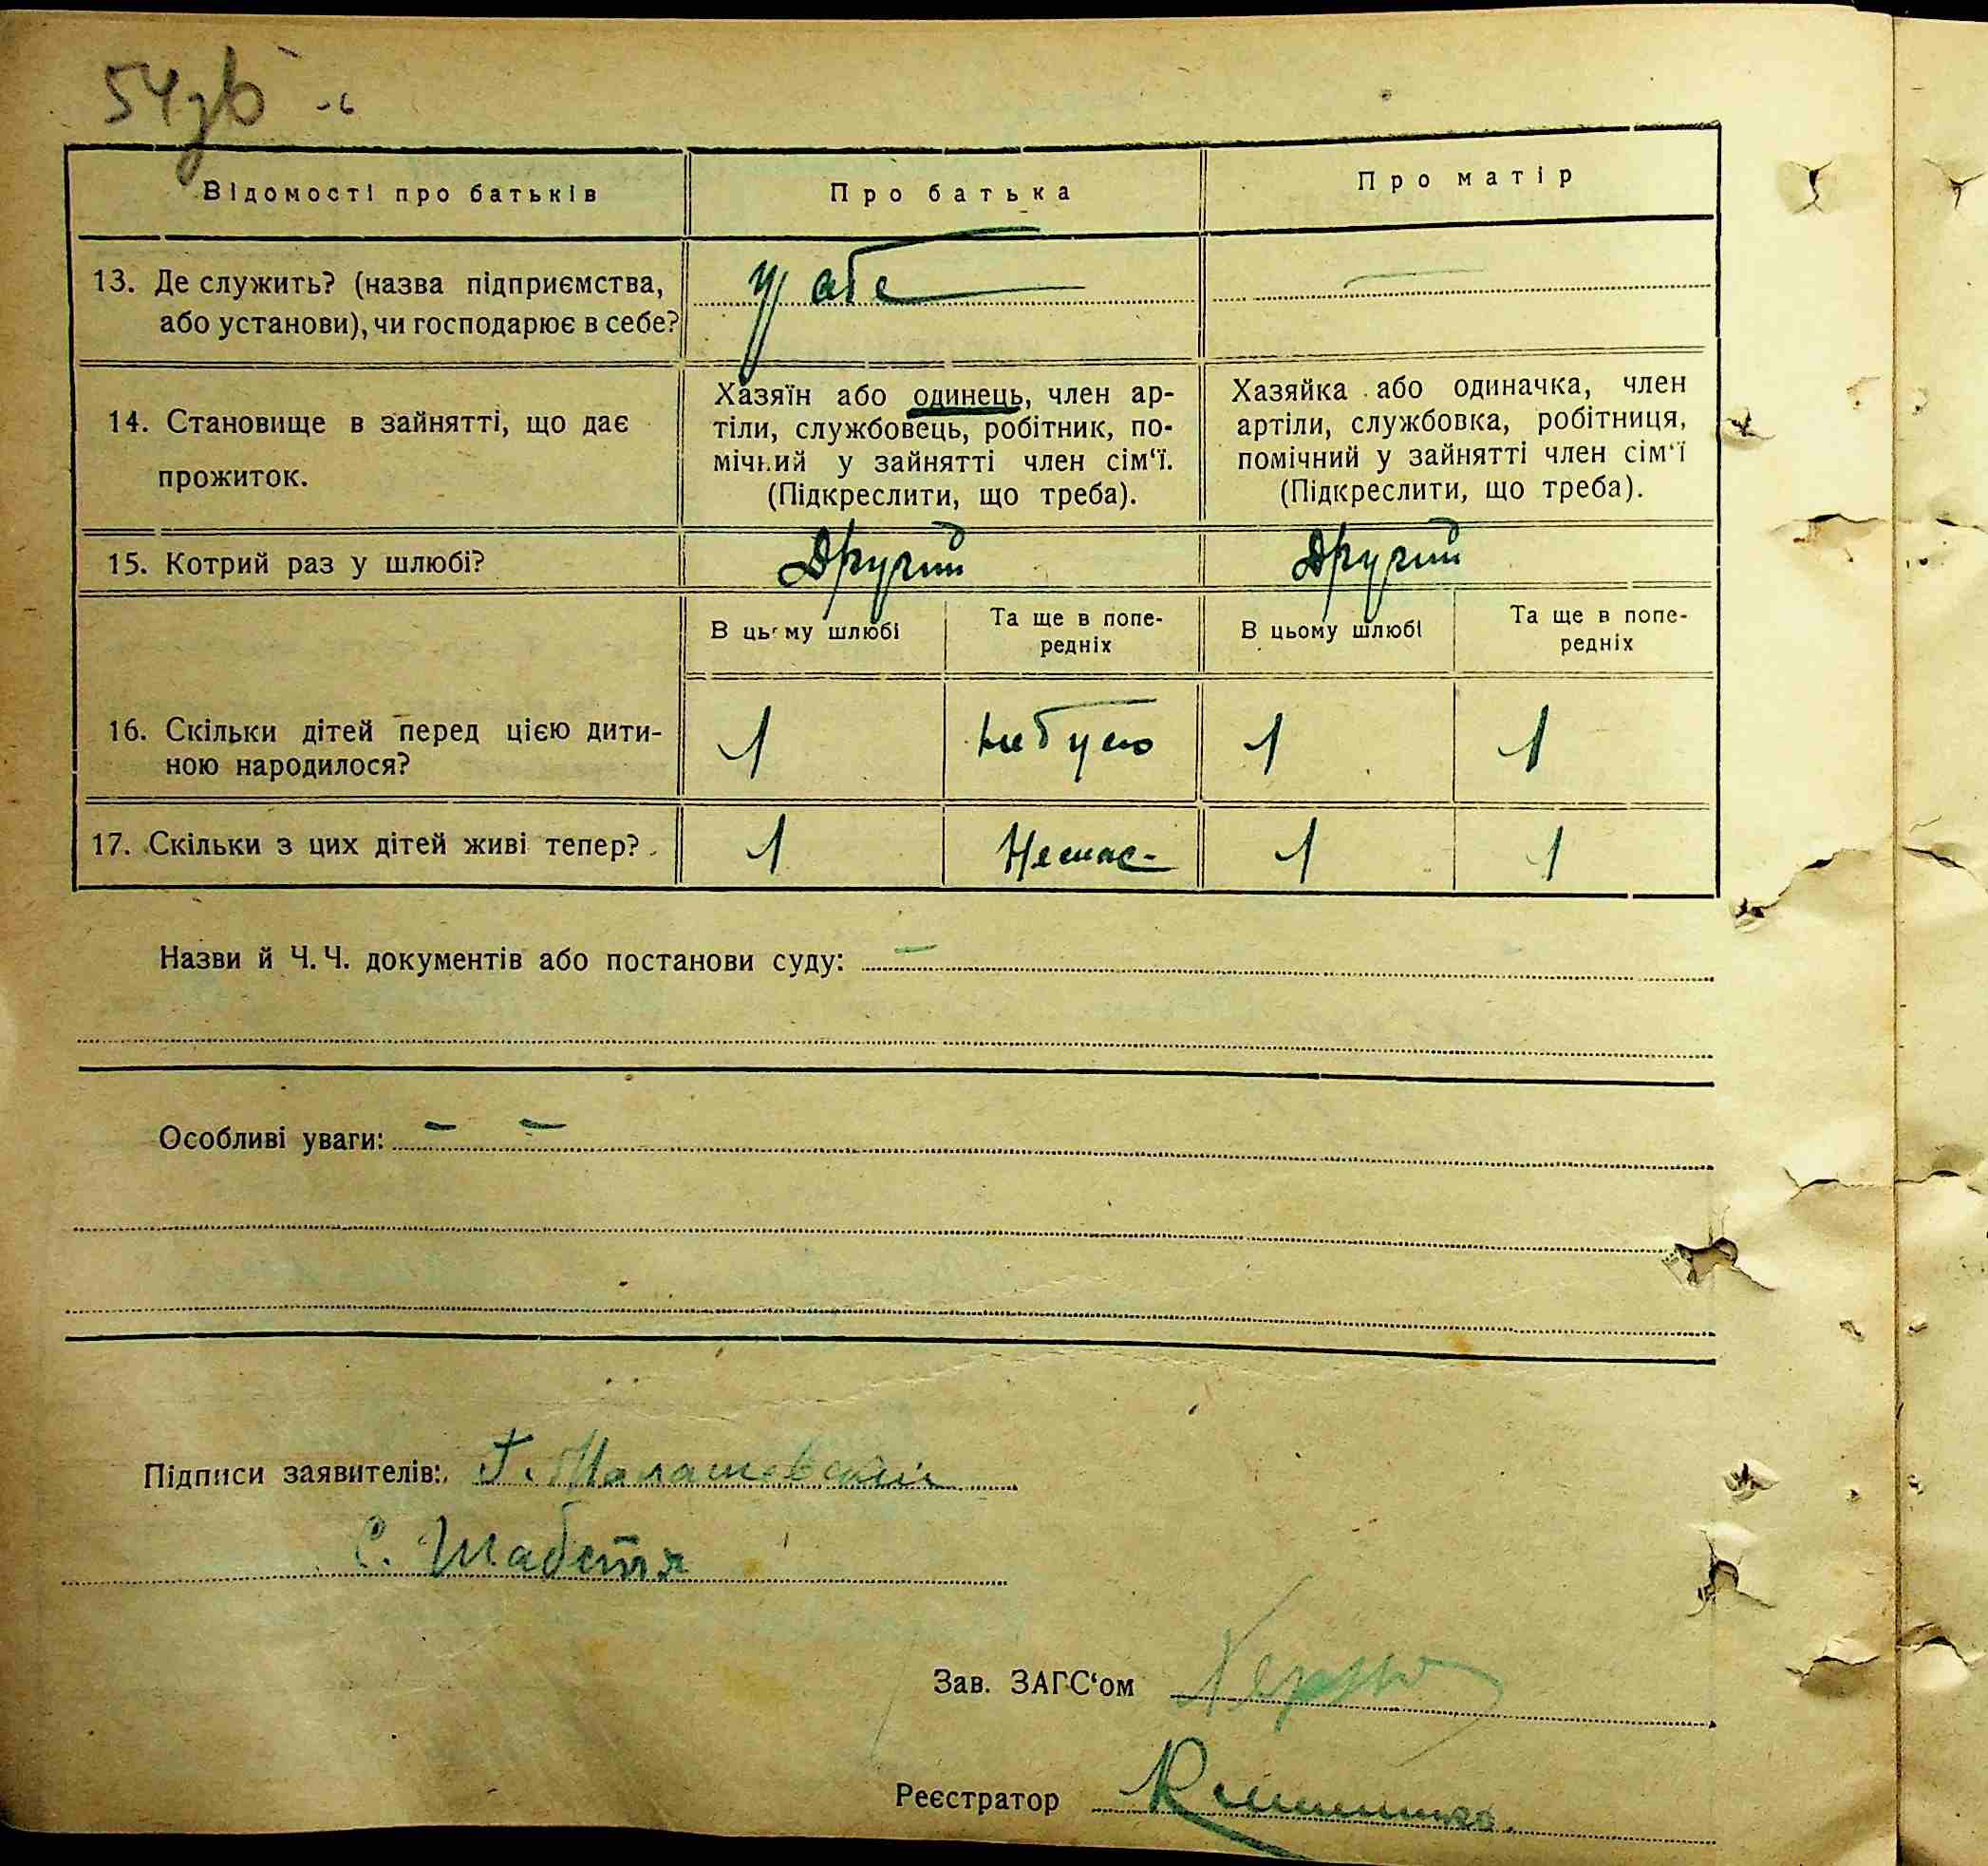 54зв
Відомості про батьків
Про батька
Про матір
13. Де служить? (назва підприємства,
або установи), чи господарює в себе?
у себе
—
14. Становище в зайнятті, що дає
прожиток.
Хазяїн або одинець, член ар-
тіли, службовець, робітник, по-
мічний у зайнятті член сім‘ї.
(Підкреслити, що треба).
Хазяйка або одиначка, член
артіли, службовка, робітниця,
помічний у зайнятті член сім‘ї
(Підкреслити, що треба).
15. Котрий раз у шлюбі?
Другий
Другий
В цьому шлюбі
Та ще в попе-
редніх
В цьому шлюбі
Та ще в попе-
редніх
16. Скільки дітей перед цією дити-
ною народилося?
1
не було
1
1
17. Скільки з цих дітей живі тепер?
1
Немає-
1
1
Назви й Ч.Ч. документів або постанови суду: –
Особливі уваги: – –
Підписи заявителів: Г. Малашевский
С. Шабетя
Зав. ЗАГС‘ом
Реєстратор